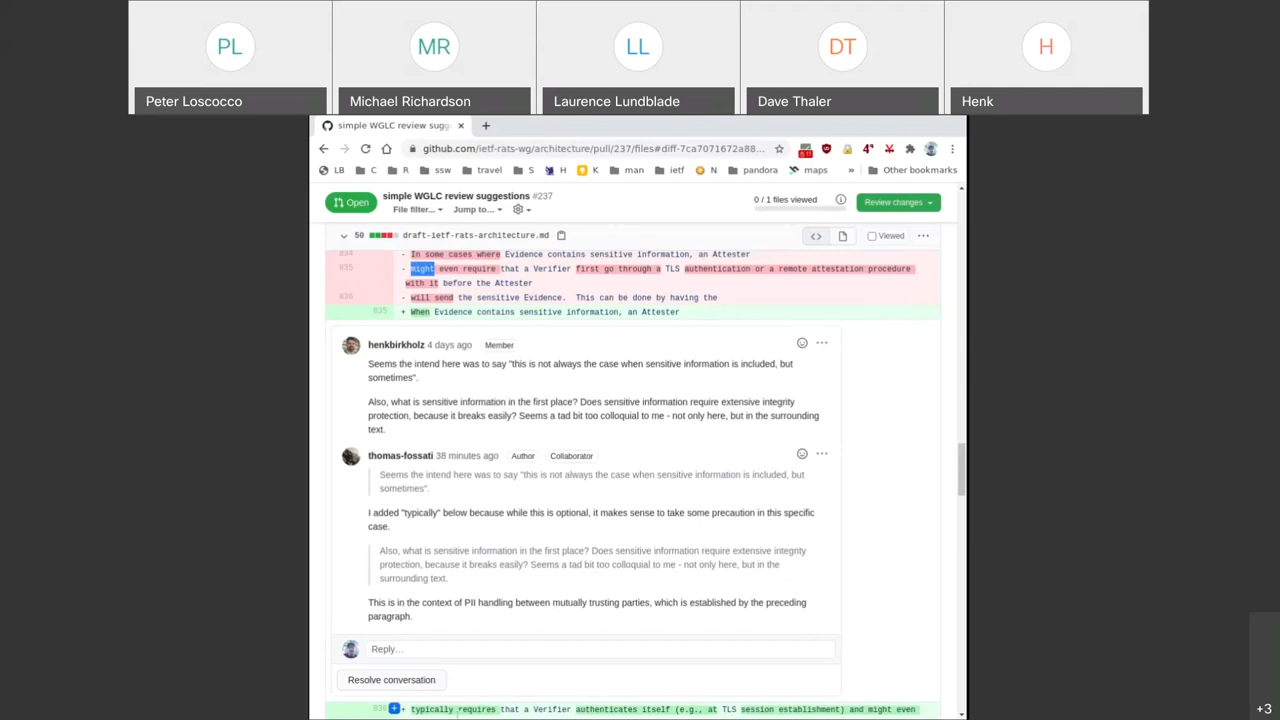 PL
MR
LL
DT
H
Peter Loscocco
Michael Richardson
Laurence Lundblade
Dave Thaler
Henk
simple WGLC review sugg
github.com/ietf-rats-wg/architecture/pull/237/files#diff-7ca7071672a88...
LB C R ssw travel S H K man ietf N pandora maps » Other bookmarks
Open
simple WGLC review suggestions #237
File filter... Jump to...
0 / 1 files viewed
Review changes
50 draft-ietf-rats-architecture.md
Viewed
834 - In some cases where Evidence contains sensitive information, an Attester
835 - might even require that a Verifier first go through a TLS authentication or a remote attestation procedure
with it before the Attester
836 - will send the sensitive Evidence. This can be done by having the
835 + When Evidence contains sensitive information, an Attester
henkbirkholz 4 days ago Member
Seems the intend here was to say "this is not always the case when sensitive information is included, but
sometimes".
Also, what is sensitive information in the first place? Does sensitive information require extensive integrity
protection, because it breaks easily? Seems a tad bit too colloquial to me - not only here, but in the surrounding
text.
thomas-fossati 38 minutes ago Author Collaborator
Seems the intend here was to say "this is not always the case when sensitive information is included, but
sometimes".
I added "typically" below because while this is optional, it makes sense to take some precaution in this specific
case.
Also, what is sensitive information in the first place? Does sensitive information require extensive integrity
protection, because it breaks easily? Seems a tad bit too colloquial to me - not only here, but in the
surrounding text.
This is in the context of PII handling between mutually trusting parties, which is established by the preceding
paragraph.
Reply...
Resolve conversation
836 + typically requires that a Verifier authenticates itself (e.g., at TLS session establishment) and might even
+3